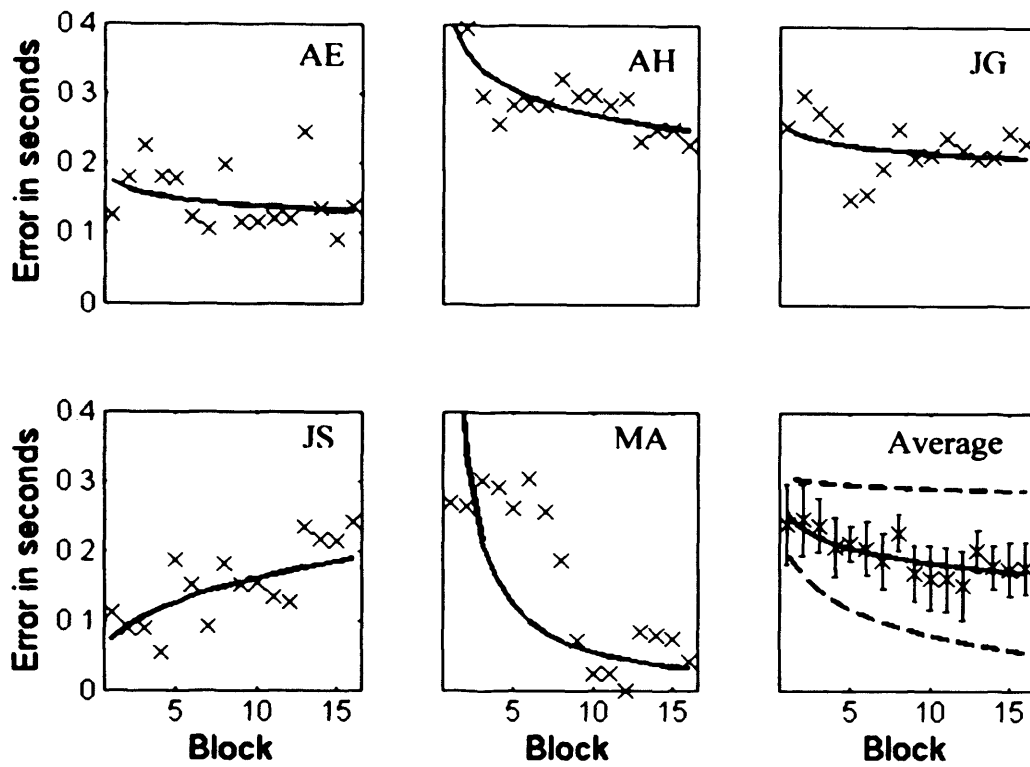 0 4
AE
AH
JG
0 3
0 2
0 1
0
Error in seconds
0 4
JS
MA
Average
0 3
0 2
0 1
0
Error in seconds
5 10 15
5 10 15
5 10 15
Block
Block
Block